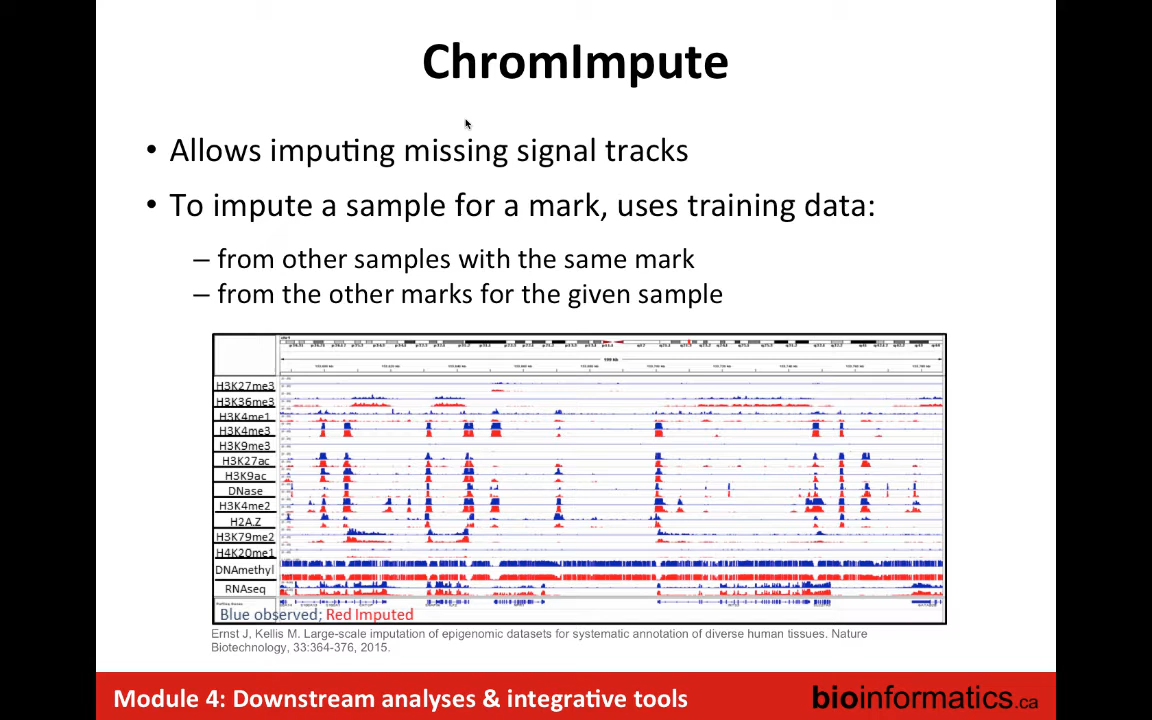 ChromImpute
• Allows imputing missing signal tracks
• To impute a sample for a mark, uses training data:
– from other samples with the same mark
– from the other marks for the given sample
H3K27me3
H3K36me3
H3K4me1
H3K4me3
H3K9me3
H3K27ac
H3K9ac
DNase
H3K4me2
H2A.Z
H3K79me2
H4K20me1
DNAmethyl
RNAseq
Blue observed; Red Imputed
Ernst J, Kellis M. Large-scale imputation of epigenomic datasets for systematic annotation of diverse human tissues. Nature
Biotechnology, 33:364-376, 2015.
Module 4: Downstream analyses & integrative tools
bioinformatics.ca